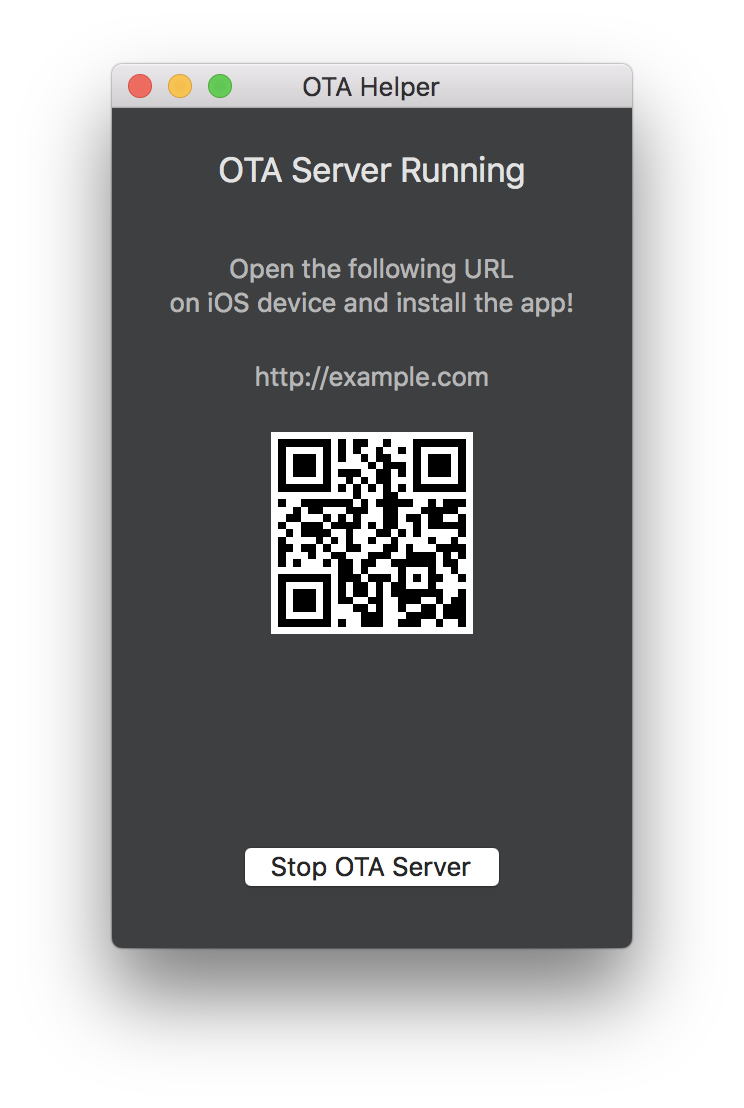 OTA Helper
OTA Server Running
Open the following URL
on iOS device and install the app!
http://example.com
Stop OTA Server